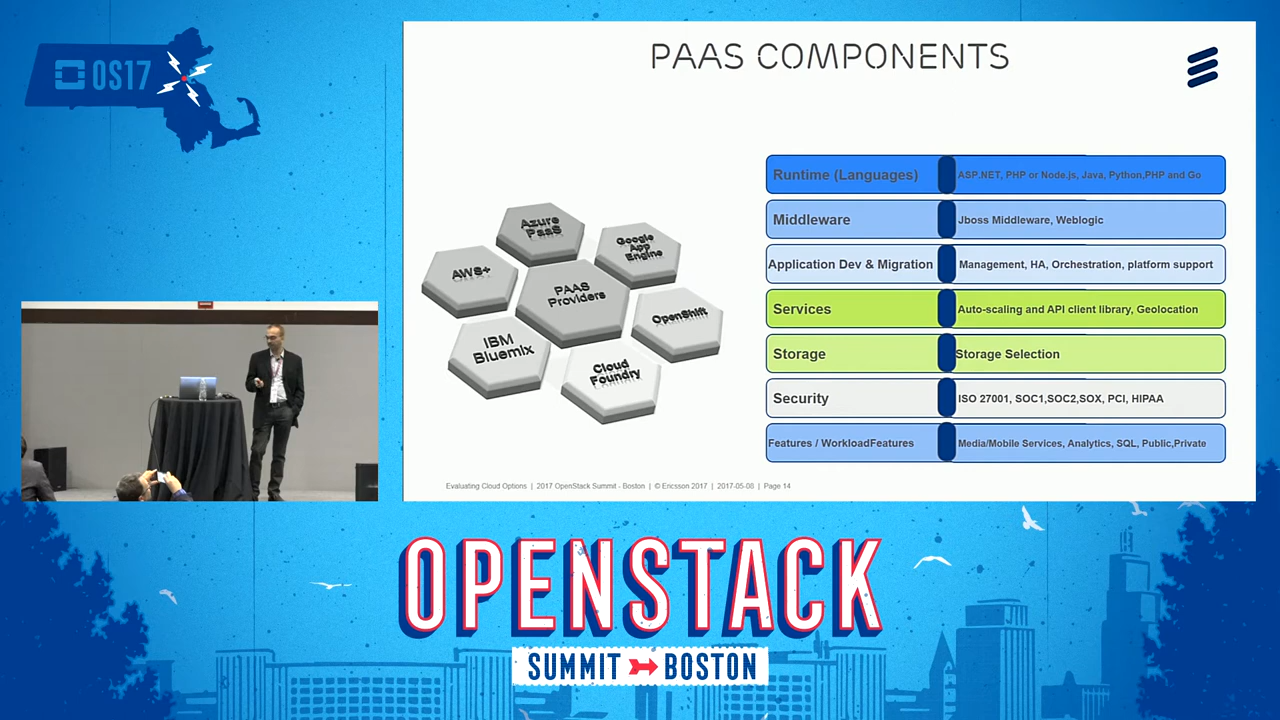 OS17
PAAS COMPONENTS
Azure
PaaS
Google
App
Engine
AWS+
PAAS
Providers
OpenShift
IBM
Bluemix
Cloud
Foundry
Runtime (Languages)
ASP.NET, PHP or Node.js, Java, Python,PHP and Go
Middleware
Jboss Middleware, Weblogic
Application Dev & Migration
Management, HA, Orchestration, platform support
Services
Auto-scaling and API client library, Geolocation
Storage
Storage Selection
Security
ISO 27001, SOC1,SOC2,SOX, PCI, HIPAA
Features / WorkloadFeatures
Media/Mobile Services, Analytics, SQL, Public,Private
Evaluating Cloud Options | 2017 OpenStack Summit - Boston | © Ericsson 2017 | 2017-05-08 | Page 14
OPENSTACK
SUMMIT BOSTON